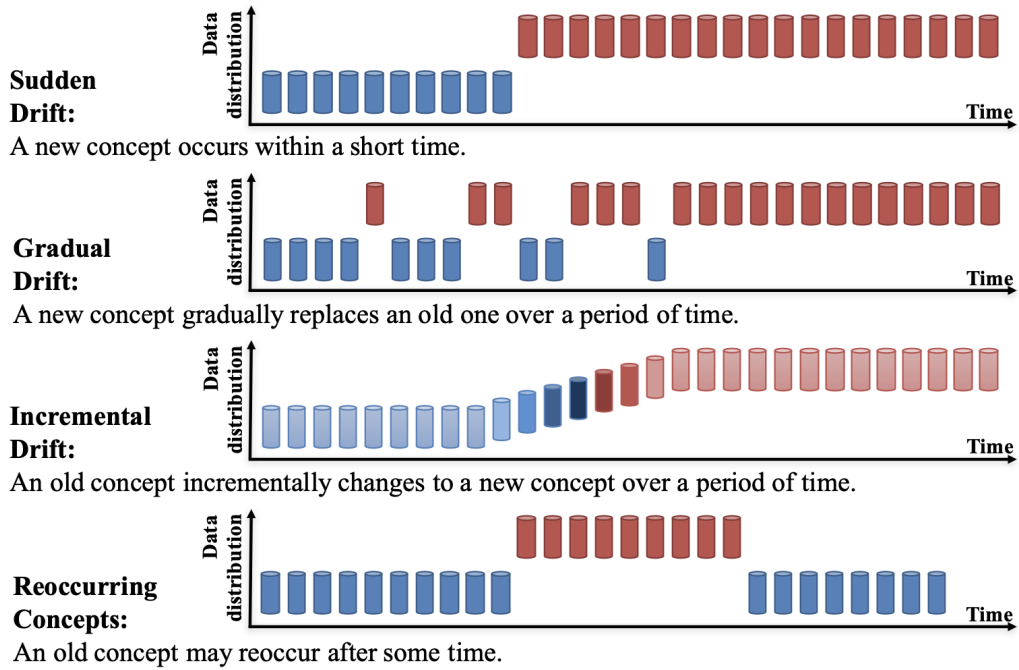 Data
distribution
Sudden
Drift:
Time
A new concept occurs within a short time.
Data
distribution
Gradual
Drift:
Time
A new concept gradually replaces an old one over a period of time.
Data
distribution
Incremental
Drift:
Time
An old concept incrementally changes to a new concept over a period of time.
Data
distribution
Reoccurring
Concepts:
Time
An old concept may reoccur after some time.